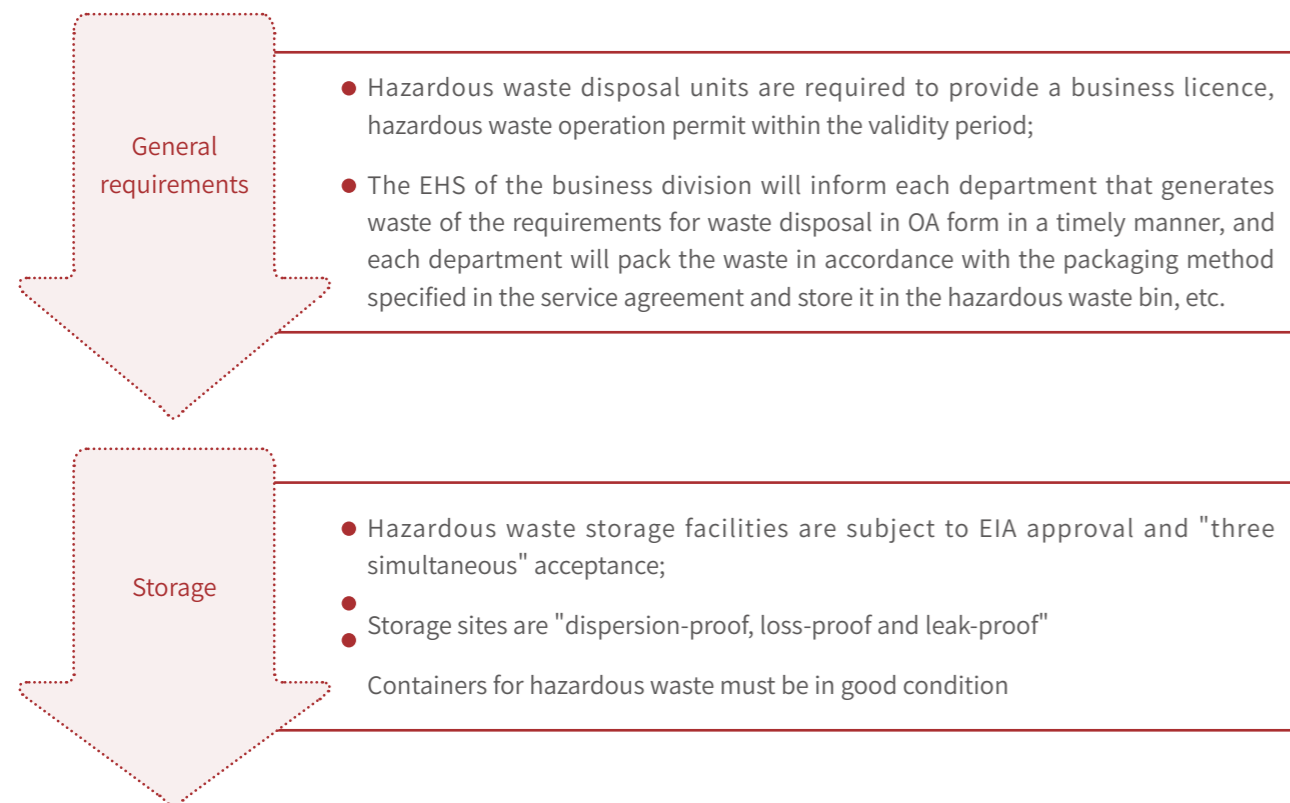 General
requirements
● Hazardous waste disposal units are required to provide a business licence,
hazardous waste operation permit within the validity period;
● The EHS of the business division will inform each department that generates
waste of the requirements for waste disposal in OA form in a timely manner, and
each department will pack the waste in accordance with the packaging method
specified in the service agreement and store it in the hazardous waste bin, etc.
Storage
● Hazardous waste storage facilities are subject to EIA approval and "three
simultaneous" acceptance;
● Storage sites are "dispersion-proof, loss-proof and leak-proof"
● Containers for hazardous waste must be in good condition